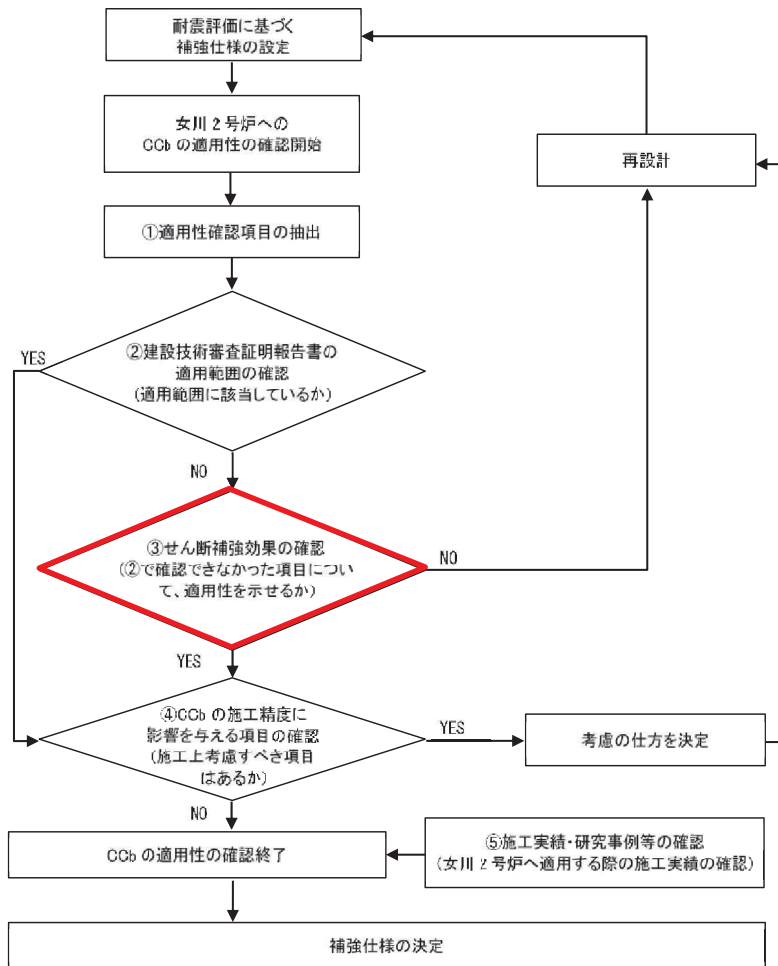 耐震評価に基づく
補強仕様の設定
女川２号炉への
CCb の適用性の確認開始
再設計
①適用性確認項目の抽出
YES
②建設技術審査証明報告書の
適用範囲の確認
(適用範囲に該当しているか)
NO
③せん断補強効果の確認
(②で確認できなかった項目につい
て、適用性を示せるか)
NO
YES
④CCb の施工精度に
影響を与える項目の確認
(施工上考慮すべき項目
はあるか)
YES
考慮の仕方を決定
NO
CCb の適用性の確認終了
⑤施工実績・研究事例等の確認
(女川２号炉へ適用する際の施工実績の確認)
補強仕様の決定